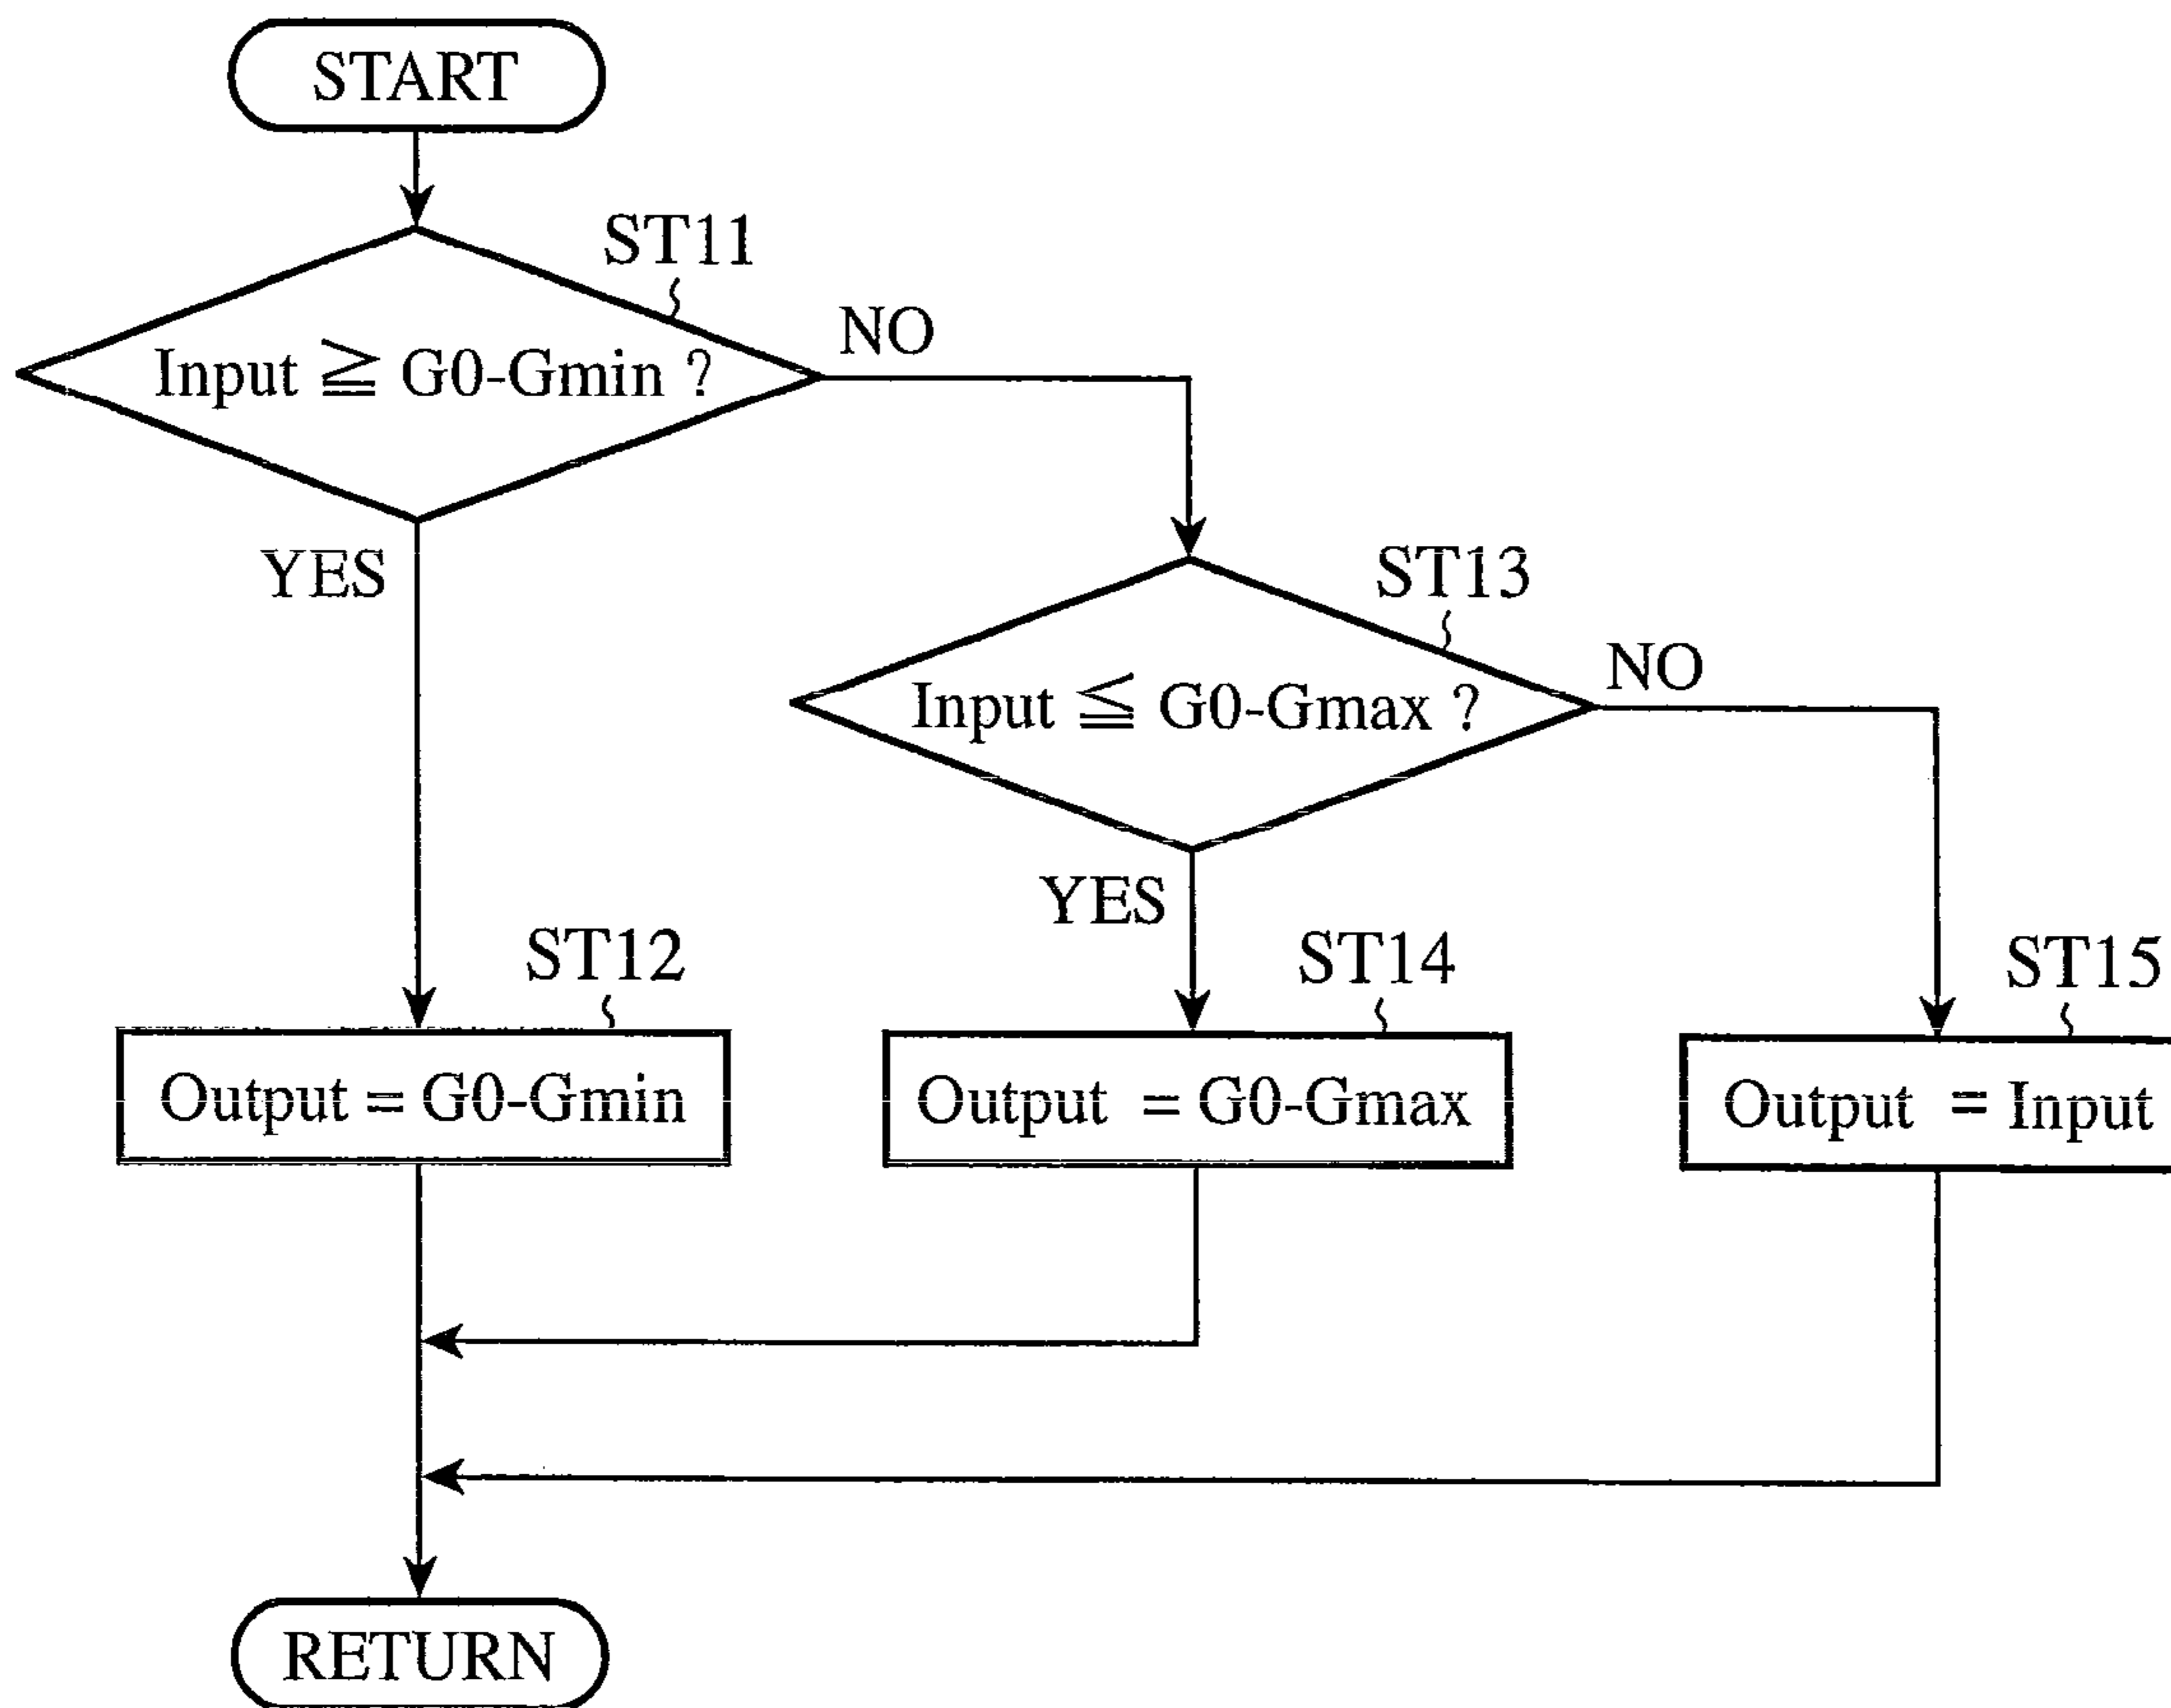 START
ST11
NO
Input ≧ G0-Gmin ?
YES
ST13
NO
Input ≦ G0-Gmax ?
YES
ST12
ST14
ST15
Output = G0-Gmin
Output = G0-Gmax
Output = Input
RETURN